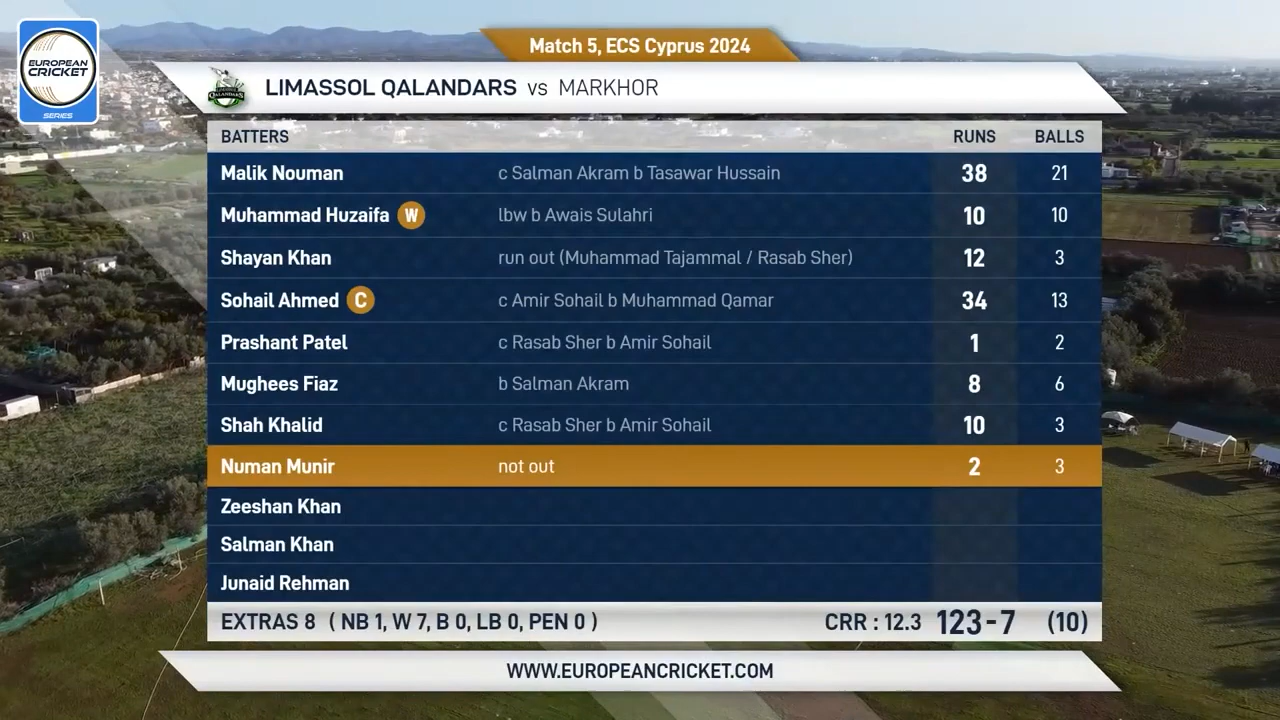 Match 5, ECS Cyprus 2024
EUROPEAN
CRICKET
SERIES
LIMASSOL QALANDARS vs MARKHOR
BATTERS RUNS BALLS
Malik Nouman c Salman Akram b Tasawar Hussain 38 21
Muhammad Huzaifa W lbw b Awais Sulahri 10 10
Shayan Khan run out (Muhammad Tajammal / Rasab Sher) 12 3
Sohail Ahmed C c Amir Sohail b Muhammad Qamar 34 13
Prashant Patel c Rasab Sher b Amir Sohail 1 2
Mughees Fiaz b Salman Akram 8 6
Shah Khalid c Rasab Sher b Amir Sohail 10 3
Numan Munir not out 2 3
Zeeshan Khan
Salman Khan
Junaid Rehman
EXTRAS 8 ( NB 1, W 7, B 0, LB 0, PEN 0 ) CRR : 12.3 123-7 (10)
WWW.EUROPEANCRICKET.COM